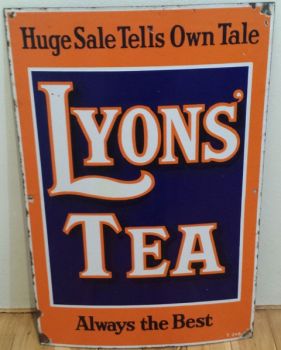 Huge Sale Tells Own Tale
LYONS'
TEA
Always the Best